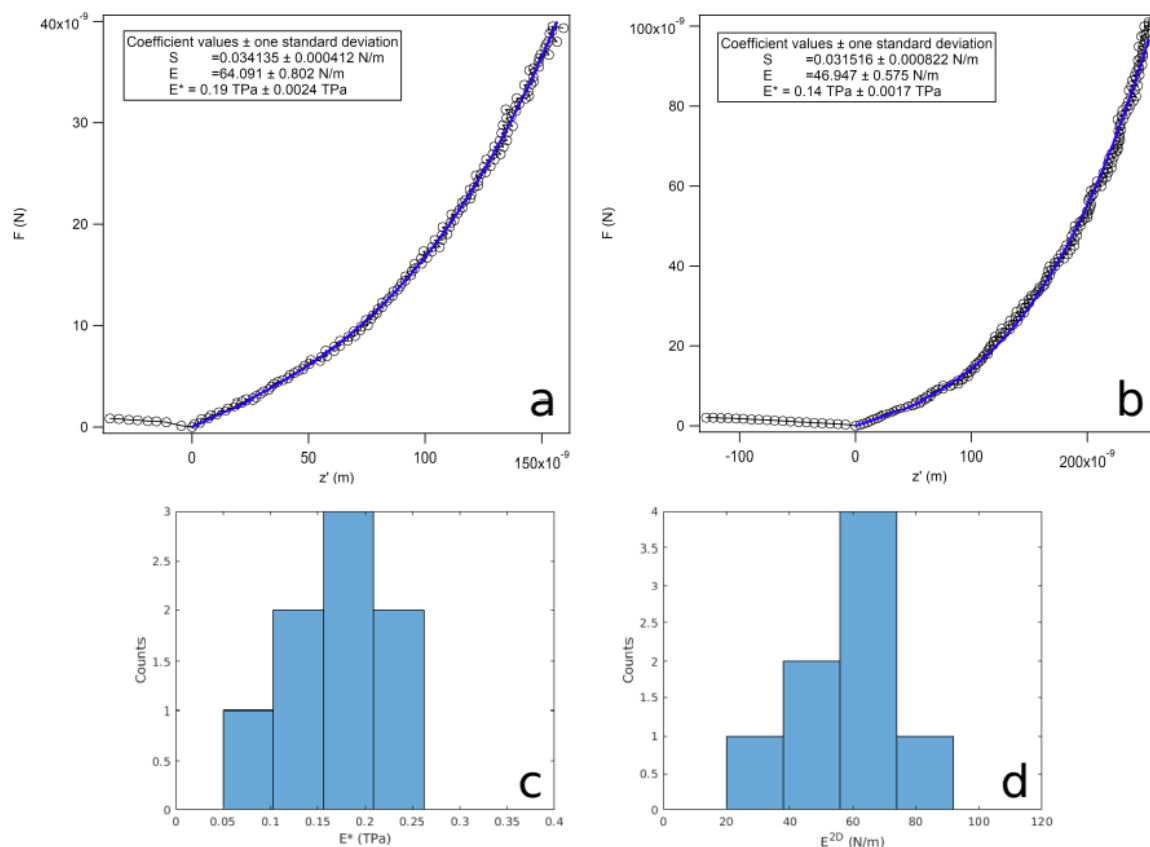 40x10⁻⁹
Coefficient values ± one standard deviation
S =0.034135 ± 0.000412 N/m
E =64.091 ± 0.802 N/m
E* = 0.19 TPa ± 0.0024 TPa
30
20
10
0
F (N)
0
50
100
150x10⁻⁹
z' (m)
a
100x10⁻⁹
Coefficient values ± one standard deviation
S =0.031516 ± 0.000822 N/m
E =46.947 ± 0.575 N/m
E* = 0.14 TPa ± 0.0017 TPa
80
60
40
20
0
F (N)
-100
0
100
200x10⁻⁹
z' (m)
b
3
2.5
2
1.5
1
0.5
0
Counts
0 0.05 0.1 0.15 0.2 0.25 0.3 0.35 0.4
E* (TPa)
c
4
3.5
3
2.5
2
1.5
1
0.5
0
Counts
0 20 40 60 80 100 120
E²ᴰ (N/m)
d